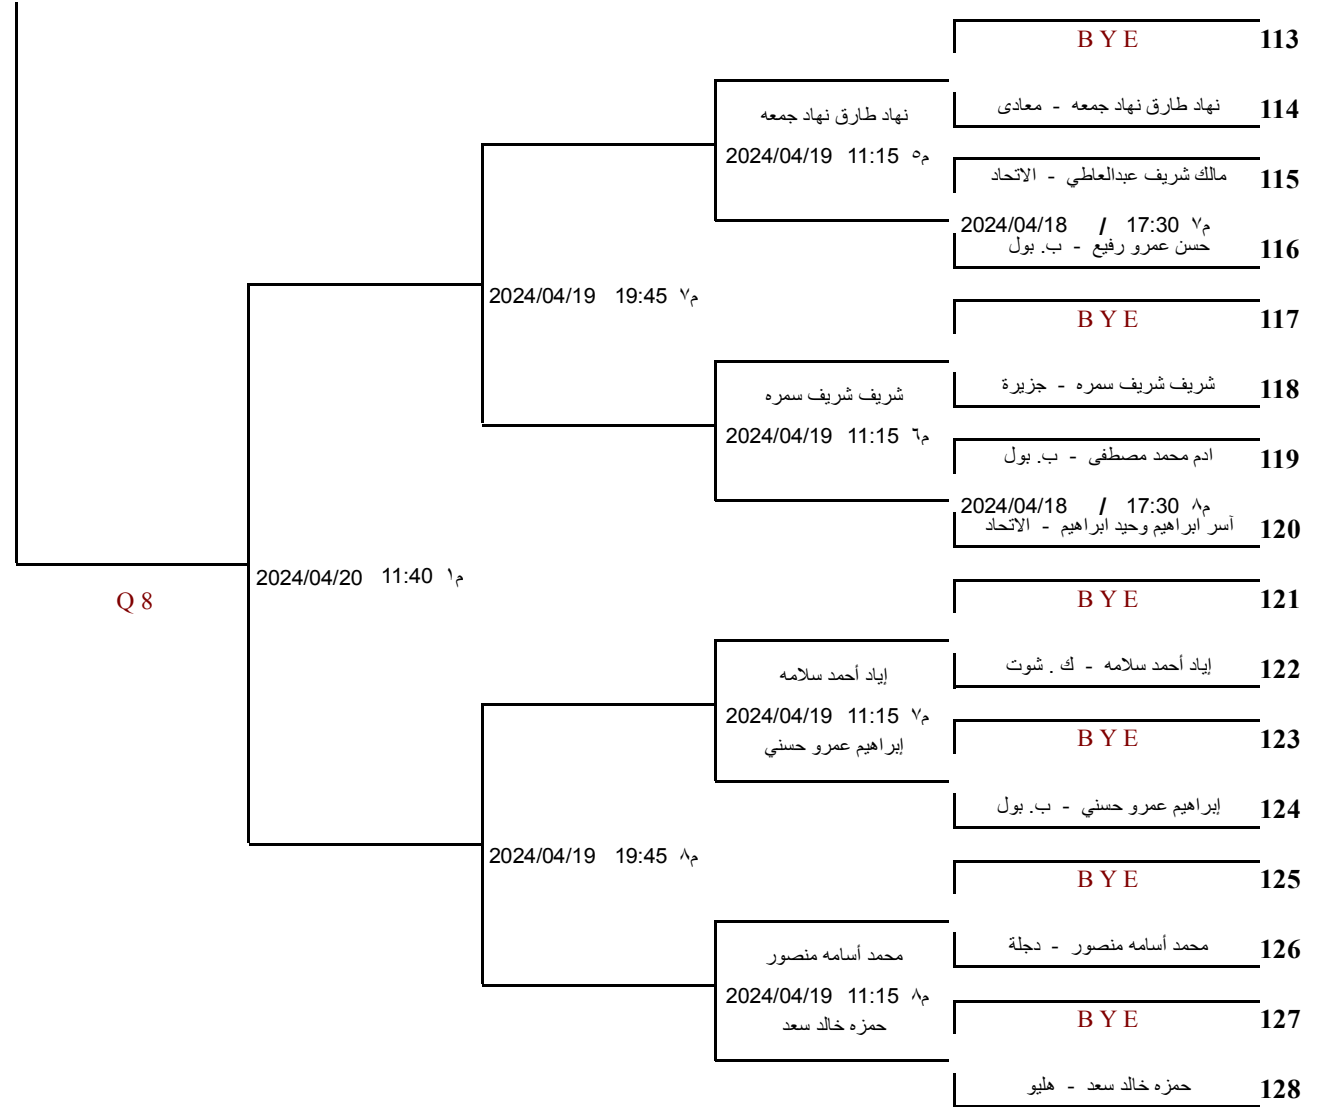 B Y E 113
نهاد طارق نهاد جمعه - معادى 114
نهاد طارق نهاد جمعه
2024/04/19 11:15 م٥
مالك شريف عبدالعاطي - الاتحاد 115
2024/04/18 / 17:30 م٧
حسن عمرو رفيع - ب. بول 116
2024/04/19 19:45 م٧
B Y E 117
شريف شريف سمره - جزيرة 118
شريف شريف سمره
2024/04/19 11:15 م٦
ادم محمد مصطفى - ب. بول 119
2024/04/18 / 17:30 م٨
آسر ابراهيم وحيد ابراهيم - الاتحاد 120
2024/04/20 11:40 م١
Q 8
B Y E 121
إياد أحمد سلامه - ك . شوت 122
إياد أحمد سلامه
2024/04/19 11:15 م٧
إبراهيم عمرو حسني
B Y E 123
إبراهيم عمرو حسني - ب. بول 124
2024/04/19 19:45 م٨
B Y E 125
محمد أسامه منصور - دجلة 126
محمد أسامه منصور
2024/04/19 11:15 م٨
حمزه خالد سعد
B Y E 127
حمزه خالد سعد - هليو 128